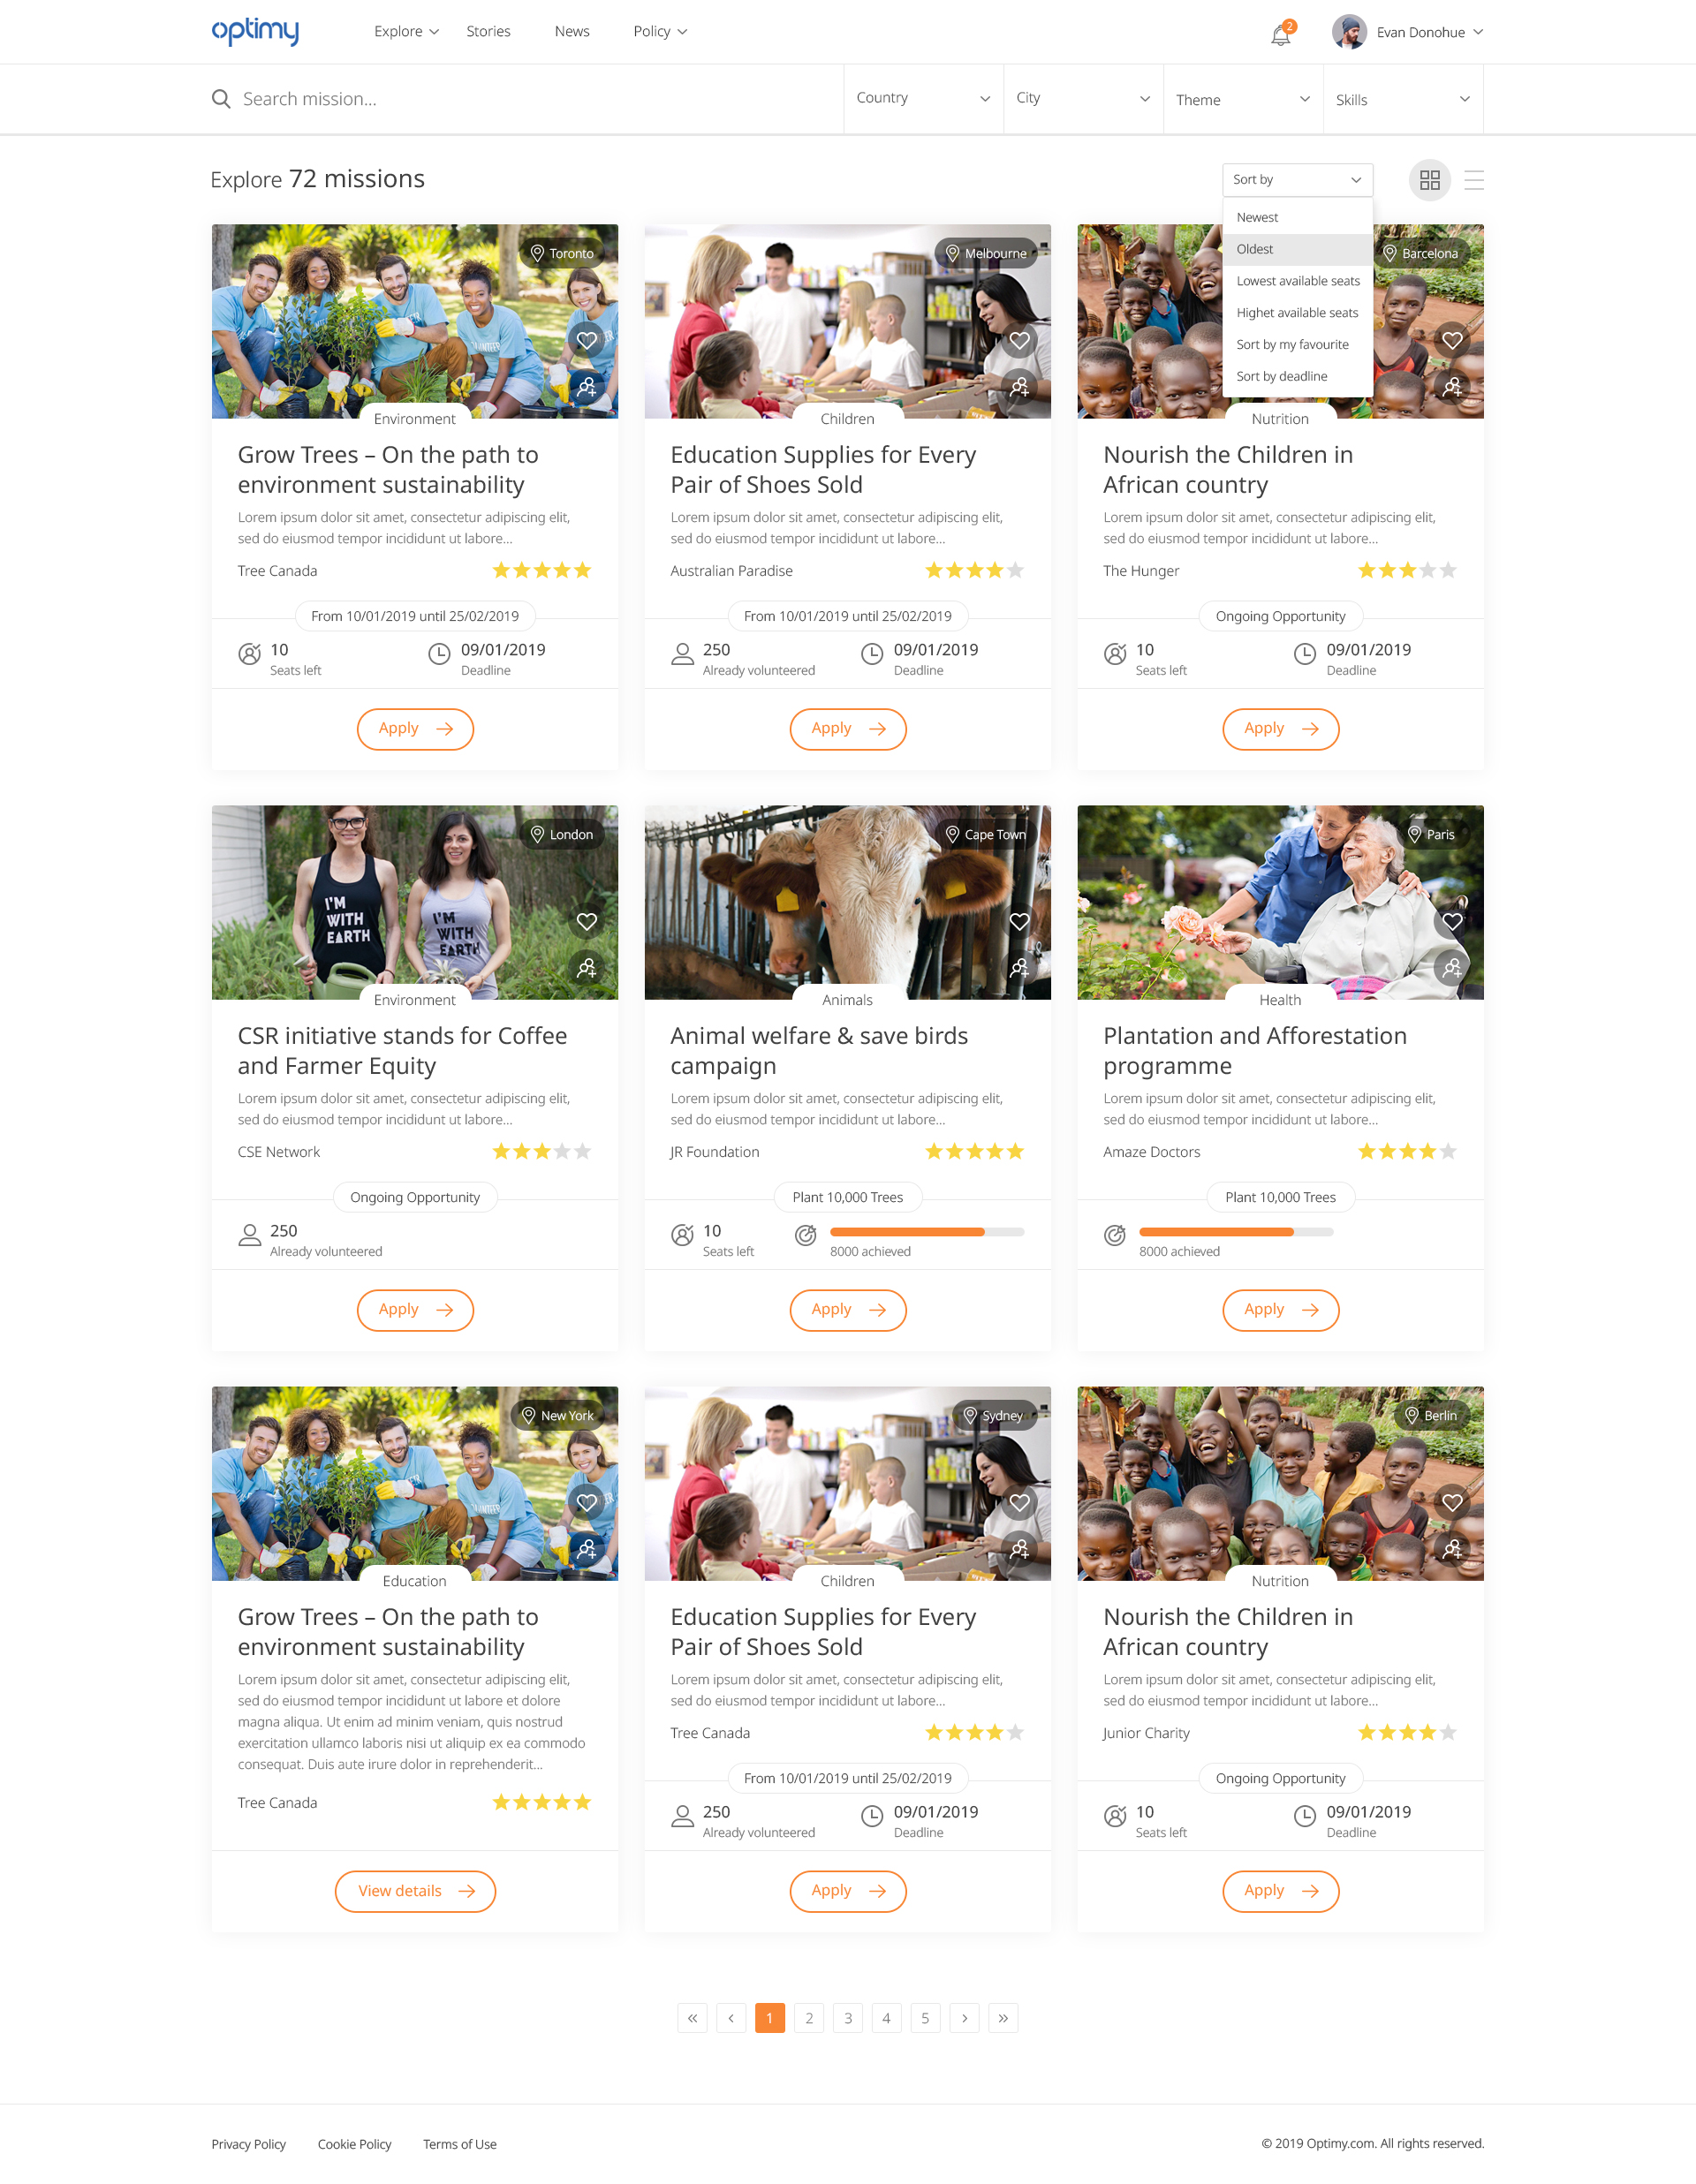 optimy
Explore
Stories
News
Policy
2
Evan Donohue
Search mission...
Country
City
Theme
Skills
Explore 72 missions
Sort by
Newest
Oldest
Lowest available seats
Highet available seats
Sort by my favourite
Sort by deadline
Toronto
Environment
Grow Trees – On the path to
environment sustainability
Lorem ipsum dolor sit amet, consectetur adipiscing elit,
sed do eiusmod tempor incididunt ut labore...
Tree Canada
From 10/01/2019 until 25/02/2019
10
Seats left
09/01/2019
Deadline
Apply
Melbourne
Children
Education Supplies for Every
Pair of Shoes Sold
Lorem ipsum dolor sit amet, consectetur adipiscing elit,
sed do eiusmod tempor incididunt ut labore...
Australian Paradise
From 10/01/2019 until 25/02/2019
250
Already volunteered
09/01/2019
Deadline
Apply
Barcelona
Nutrition
Nourish the Children in
African country
Lorem ipsum dolor sit amet, consectetur adipiscing elit,
sed do eiusmod tempor incididunt ut labore...
The Hunger
Ongoing Opportunity
10
Seats left
09/01/2019
Deadline
Apply
London
I'M
WITH
EARTH
I'M
WITH
EARTH
Environment
CSR initiative stands for Coffee
and Farmer Equity
Lorem ipsum dolor sit amet, consectetur adipiscing elit,
sed do eiusmod tempor incididunt ut labore...
CSE Network
Ongoing Opportunity
250
Already volunteered
Apply
Cape Town
Animals
Animal welfare & save birds
campaign
Lorem ipsum dolor sit amet, consectetur adipiscing elit,
sed do eiusmod tempor incididunt ut labore...
JR Foundation
Plant 10,000 Trees
10
Seats left
8000 achieved
Apply
Paris
Health
Plantation and Afforestation
programme
Lorem ipsum dolor sit amet, consectetur adipiscing elit,
sed do eiusmod tempor incididunt ut labore...
Amaze Doctors
Plant 10,000 Trees
8000 achieved
Apply
New York
Education
Grow Trees – On the path to
environment sustainability
Lorem ipsum dolor sit amet, consectetur adipiscing elit,
sed do eiusmod tempor incididunt ut labore et dolore
magna aliqua. Ut enim ad minim veniam, quis nostrud
exercitation ullamco laboris nisi ut aliquip ex ea commodo
consequat. Duis aute irure dolor in reprehenderit...
Tree Canada
View details
Sydney
Children
Education Supplies for Every
Pair of Shoes Sold
Lorem ipsum dolor sit amet, consectetur adipiscing elit,
sed do eiusmod tempor incididunt ut labore...
Tree Canada
From 10/01/2019 until 25/02/2019
250
Already volunteered
09/01/2019
Deadline
Apply
Berlin
Nutrition
Nourish the Children in
African country
Lorem ipsum dolor sit amet, consectetur adipiscing elit,
sed do eiusmod tempor incididunt ut labore...
Junior Charity
Ongoing Opportunity
10
Seats left
09/01/2019
Deadline
Apply
« ‹ 1 2 3 4 5 › »
Privacy Policy
Cookie Policy
Terms of Use
© 2019 Optimy.com. All rights reserved.